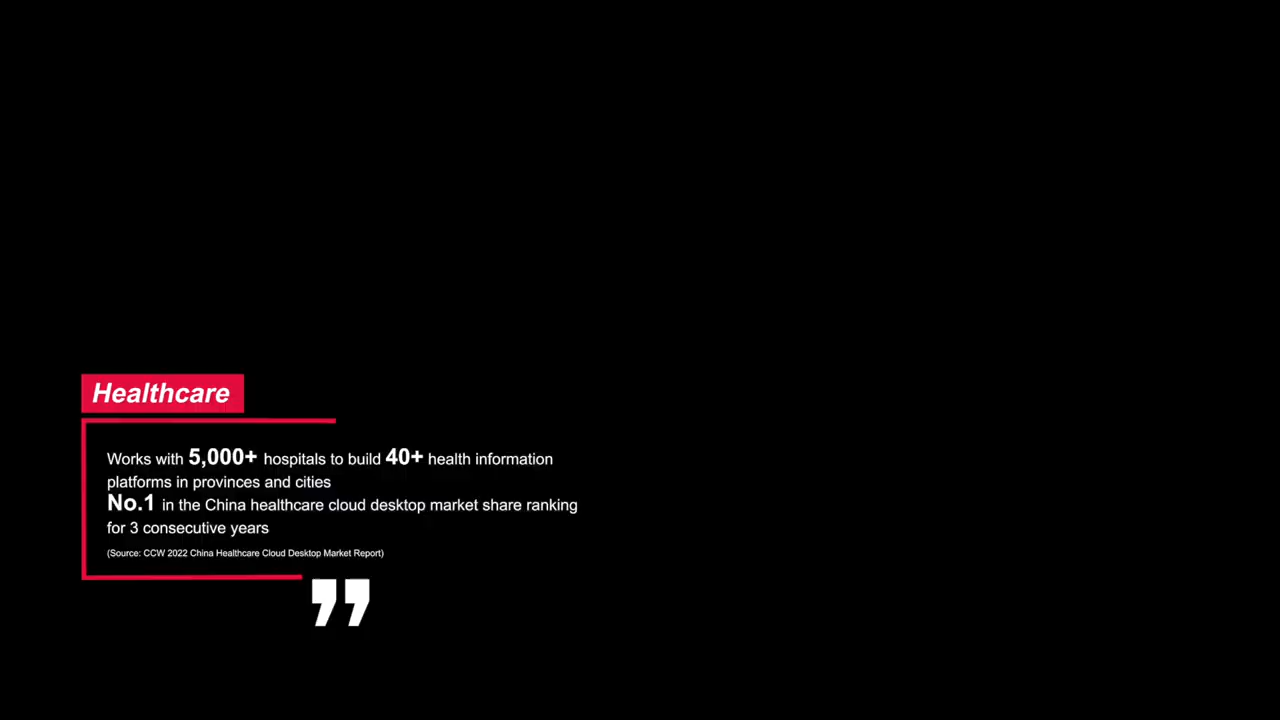 Healthcare
Works with 5,000+ hospitals to build 40+ health information
platforms in provinces and cities
No.1 in the China healthcare cloud desktop market share ranking
for 3 consecutive years
(Source: CCW 2022 China Healthcare Cloud Desktop Market Report)
”